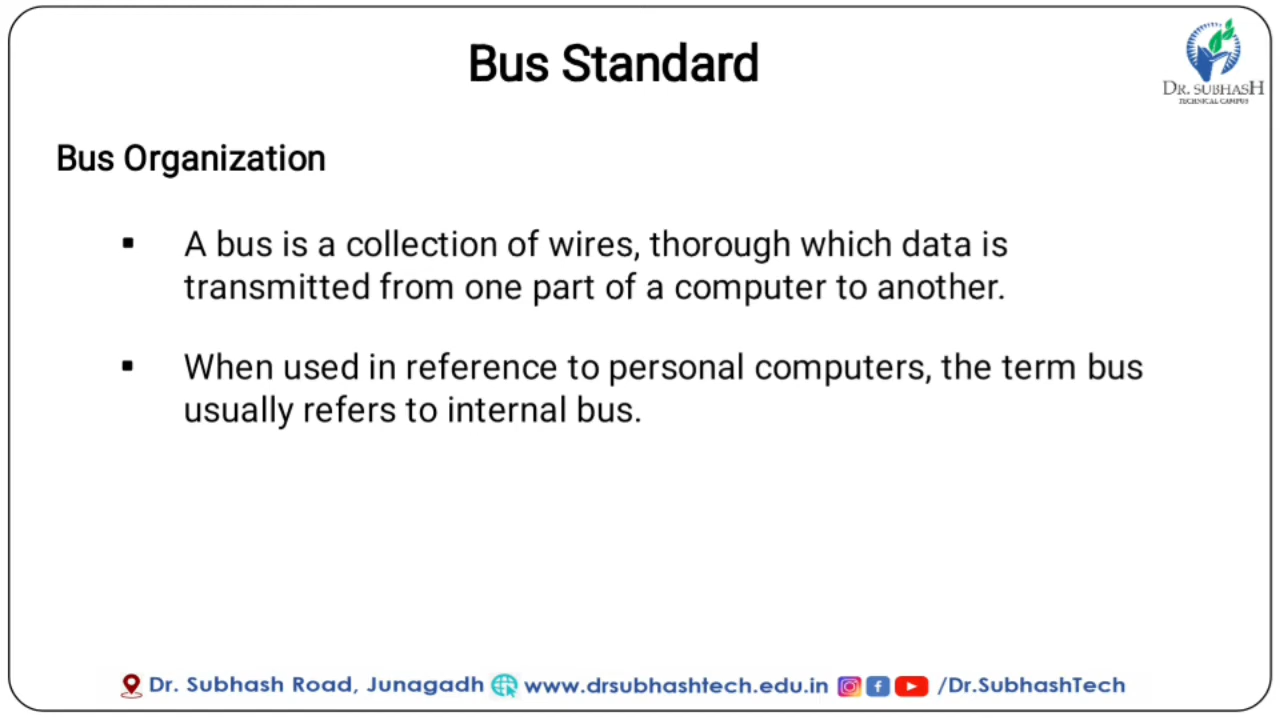 Bus Standard
DR. SUBHASH
TECHNICAL CAMPUS
Bus Organization
▪ A bus is a collection of wires, thorough which data is
transmitted from one part of a computer to another.
▪ When used in reference to personal computers, the term bus
usually refers to internal bus.
Dr. Subhash Road, Junagadh www.drsubhashtech.edu.in /Dr.SubhashTech